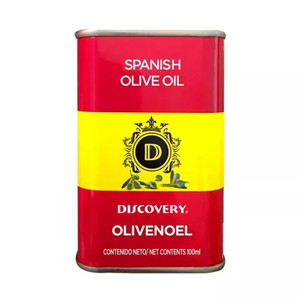 SPANISH
OLIVE OIL
D
DISCOVERY®
OLIVENOEL
CONTENIDO NETO/ NET CONTENTS 100ml